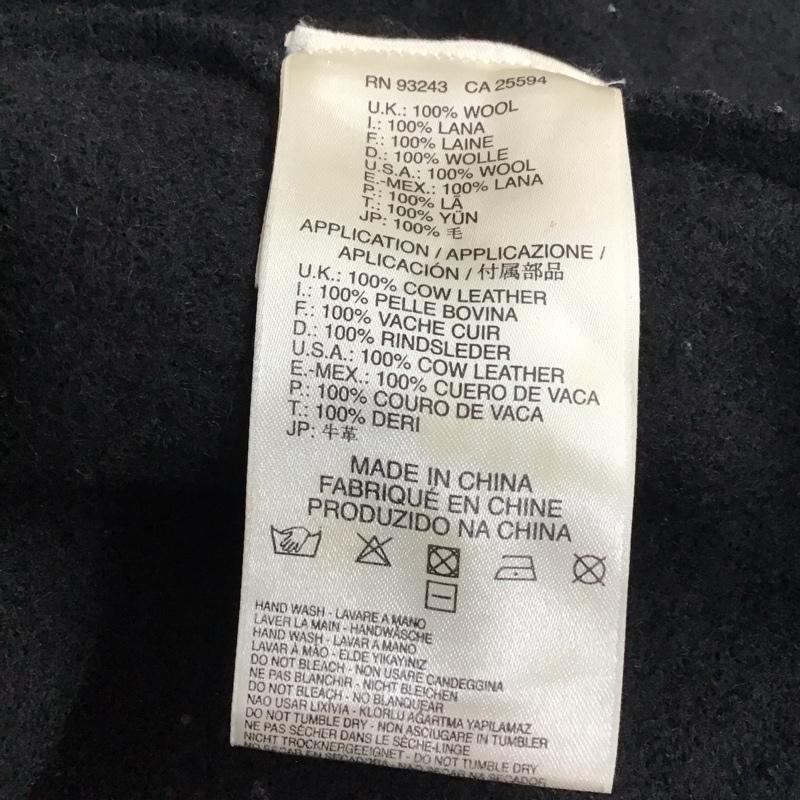 RN 93243 CA 25594
U.K.: 100% WOOL
I.: 100% LANA
F.: 100% LAINE
D.: 100% WOLLE
U.S.A.: 100% WOOL
E.-MEX.: 100% LANA
P.: 100% LÃ
T.: 100% YÜN
JP: 100% 毛
APPLICATION / APPLICAZIONE /
APLICACIÓN / 付属部品
U.K.: 100% COW LEATHER
I.: 100% PELLE BOVINA
F.: 100% VACHE CUIR
D.: 100% RINDSLEDER
U.S.A.: 100% COW LEATHER
E.-MEX.: 100% CUERO DE VACA
P.: 100% COURO DE VACA
T.: 100% DERI
JP: 牛革
MADE IN CHINA
FABRIQUÉ EN CHINE
PRODUZIDO NA CHINA
HAND WASH - LAVARE A MANO
LAVER LA MAIN - HANDWÄSCHE
HAND WASH - LAVAR A MANO
LAVAR A MÃO - ELDE YIKAYINIZ
DO NOT BLEACH - NON USARE CANDEGGINA
NE PAS BLANCHIR - NICHT BLEICHEN
DO NOT BLEACH - NO BLANQUEAR
NAO USAR LIXIVIA - KLORLU AGARTMA YAPILAMAZ
DO NOT TUMBLE DRY - NON ASCIUGARE IN TUMBLER
NE PAS SÉCHER DANS LE SÈCHE-LINGE
NICHT TROCKNERGEEIGNET - DO NOT TUMBLE DRY